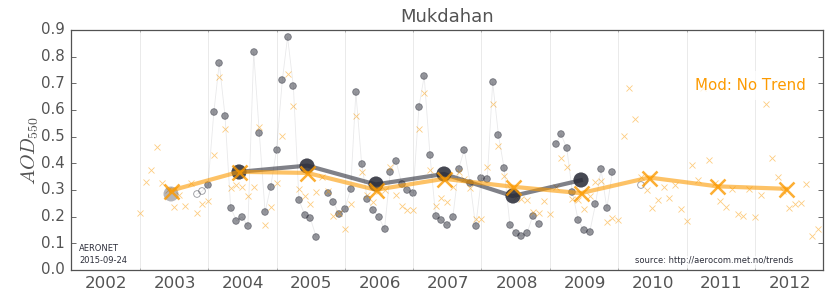 Mukdahan
0.9
0.8
0.7
0.6
0.5
0.4
0.3
0.2
0.1
0.0
AOD550
Mod: No Trend
AERONET
2015-09-24
source: http://aerocom.met.no/trends
2002 2003 2004 2005 2006 2007 2008 2009 2010 2011 2012